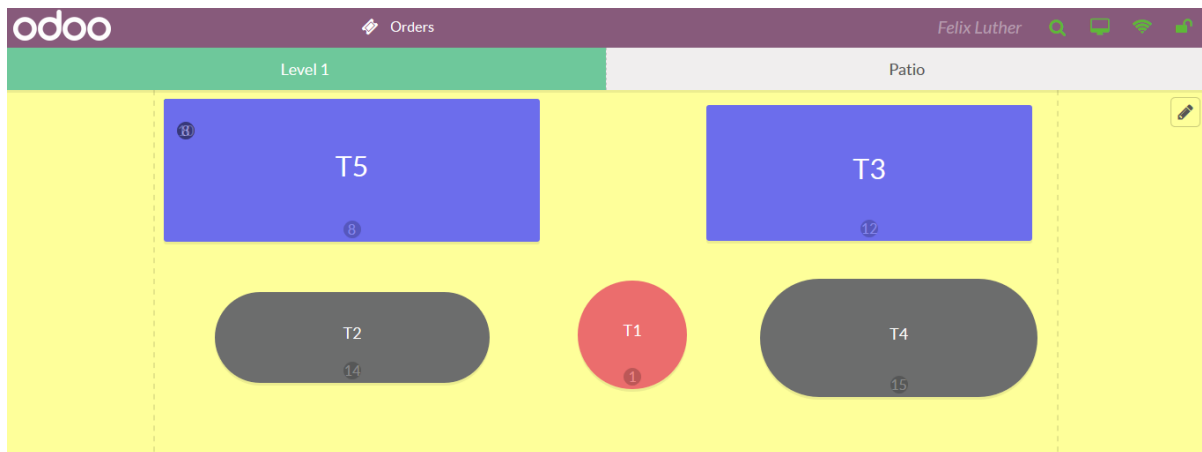 odoo Orders Felix Luther
Level 1 Patio
T5 T3
8 12
T2 T1 T4
14 1 15